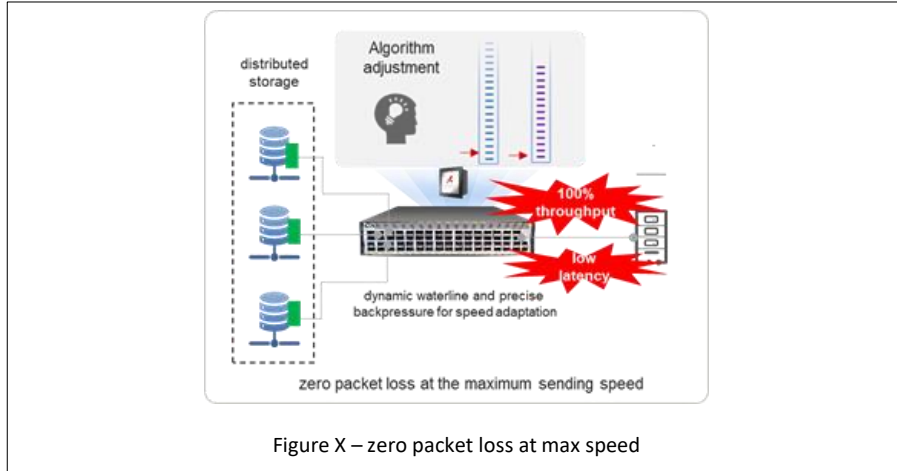 Algorithm
adjustment
distributed
storage
100%
throughput
low
latency
dynamic waterline and precise
backpressure for speed adaptation
zero packet loss at the maximum sending speed
Figure X – zero packet loss at max speed